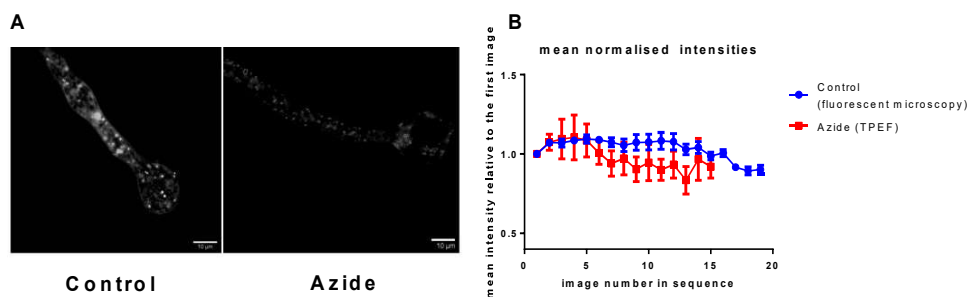 A
10 µm
10 µm
Control
Azide
B
mean normalised intensities
mean intensity relative to the first image
1.5
1.0
0.5
0
5
10
15
20
image number in sequence
Control
(fluorescent microscopy)
Azide (TPEF)